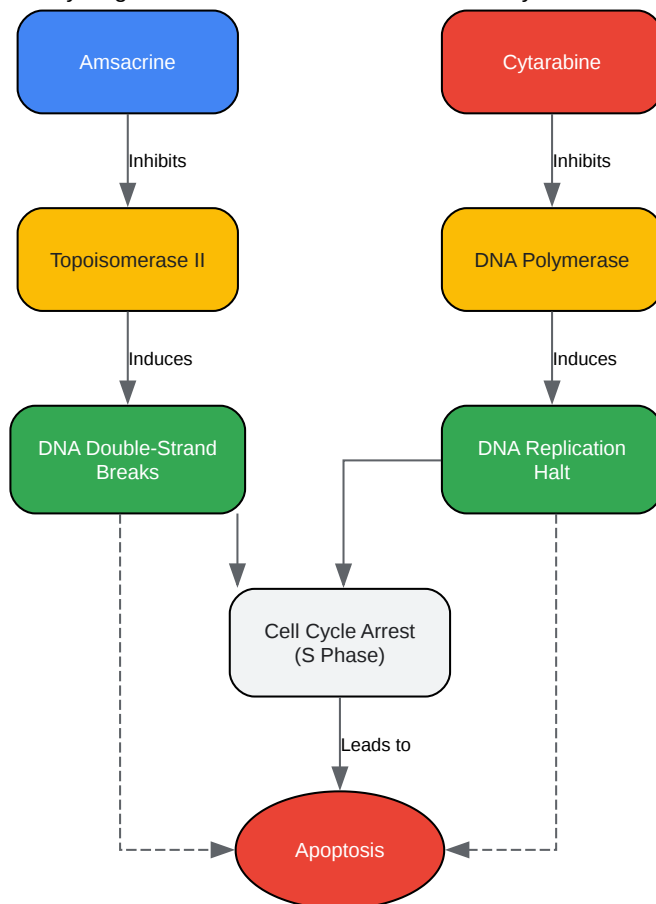 Amsacrine
Cytarabine
Inhibits
Inhibits
Topoisomerase II
DNA Polymerase
Induces
Induces
DNA Double-Strand
Breaks
DNA Replication
Halt
Cell Cycle Arrest
(S Phase)
Leads to
Apoptosis